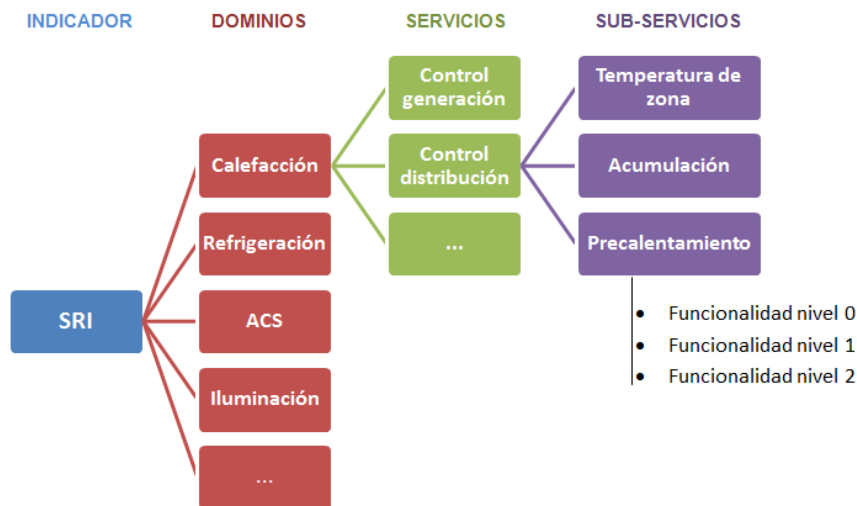 INDICADOR
DOMINIOS
SERVICIOS
SUB-SERVICIOS
SRI
Calefacción
Refrigeración
ACS
Iluminación
...
Control
generación
Control
distribución
...
Temperatura de
zona
Acumulación
Precalentamiento
• Funcionalidad nivel 0
• Funcionalidad nivel 1
• Funcionalidad nivel 2